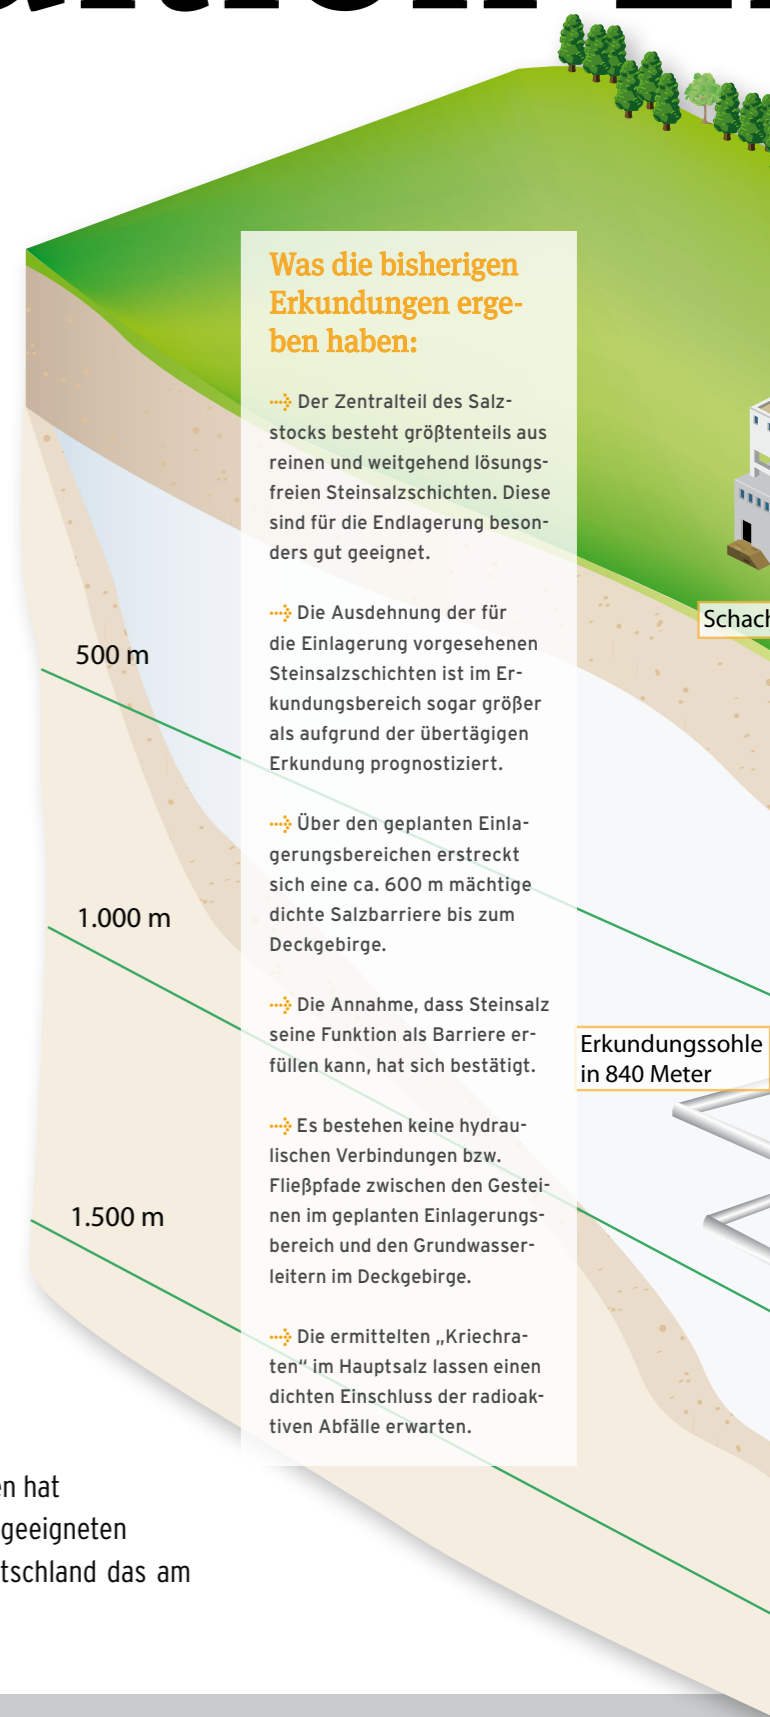 Was die bisherigen
Erkundungen erge-
ben haben:
Der Zentralteil des Salz-
stocks besteht größtenteils aus
reinen und weitgehend lösungs-
freien Steinsalzschichten. Diese
sind für die Endlagerung beson-
ders gut geeignet.
Die Ausdehnung der für
die Einlagerung vorgesehenen
Steinsalzschichten ist im Er-
kundungsbereich sogar größer
als aufgrund der übertägigen
Erkundung prognostiziert.
Über den geplanten Einla-
gerungsbereichen erstreckt
sich eine ca. 600 m mächtige
dichte Salzbarriere bis zum
Deckgebirge.
Die Annahme, dass Steinsalz
seine Funktion als Barriere er-
füllen kann, hat sich bestätigt.
Es bestehen keine hydrau-
lischen Verbindungen bzw.
Fließpfade zwischen den Gestei-
nen im geplanten Einlagerungs-
bereich und den Grundwasser-
leitern im Deckgebirge.
Die ermittelten „Kriechra-
ten“ im Hauptsalz lassen einen
dichten Einschluss der radioak-
tiven Abfälle erwarten.
500 m
1.000 m
1.500 m
Schach
Erkundungssohle
in 840 Meter
en hat
geeigneten
tschland das am